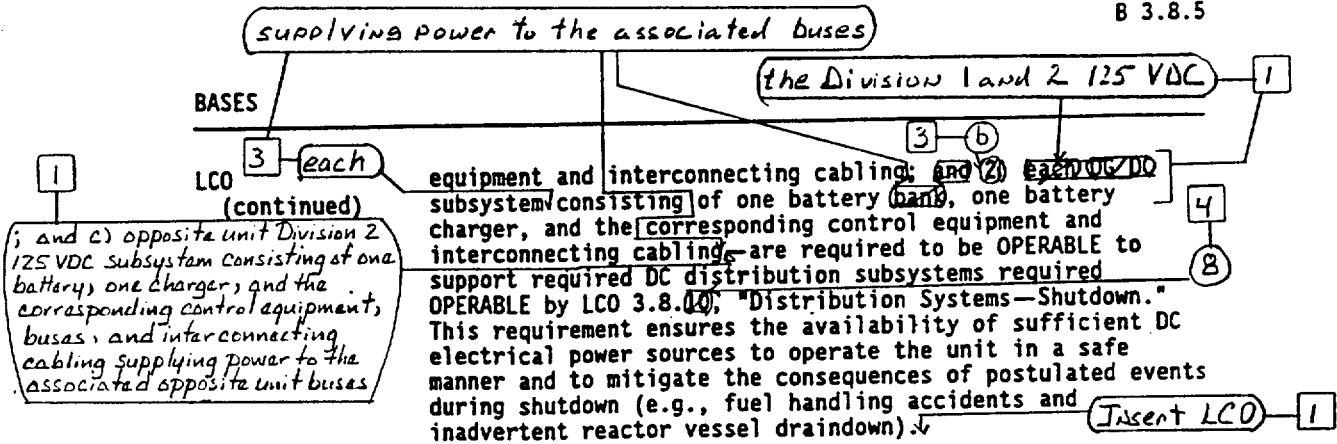 B 3.8.5
supplying power to the associated buses
the Division 1 and 2 125 VDC
1
BASES
3
b
1
3
each
LCO
(continued)
equipment and interconnecting cabling; and 2) each DG/DC
subsystem consisting of one battery bank, one battery
charger, and the corresponding control equipment and
interconnecting cabling are required to be OPERABLE to
support required DC distribution subsystems required
OPERABLE by LCO 3.8.10, "Distribution Systems—Shutdown."
This requirement ensures the availability of sufficient DC
electrical power sources to operate the unit in a safe
manner and to mitigate the consequences of postulated events
during shutdown (e.g., fuel handling accidents and
inadvertent reactor vessel draindown).
4
8
; and c) opposite unit Division 2
125 VDC subsystem consisting of one
battery, one charger, and the
corresponding control equipment,
buses, and interconnecting
cabling supplying power to the
associated opposite unit buses
Insert LCO
1